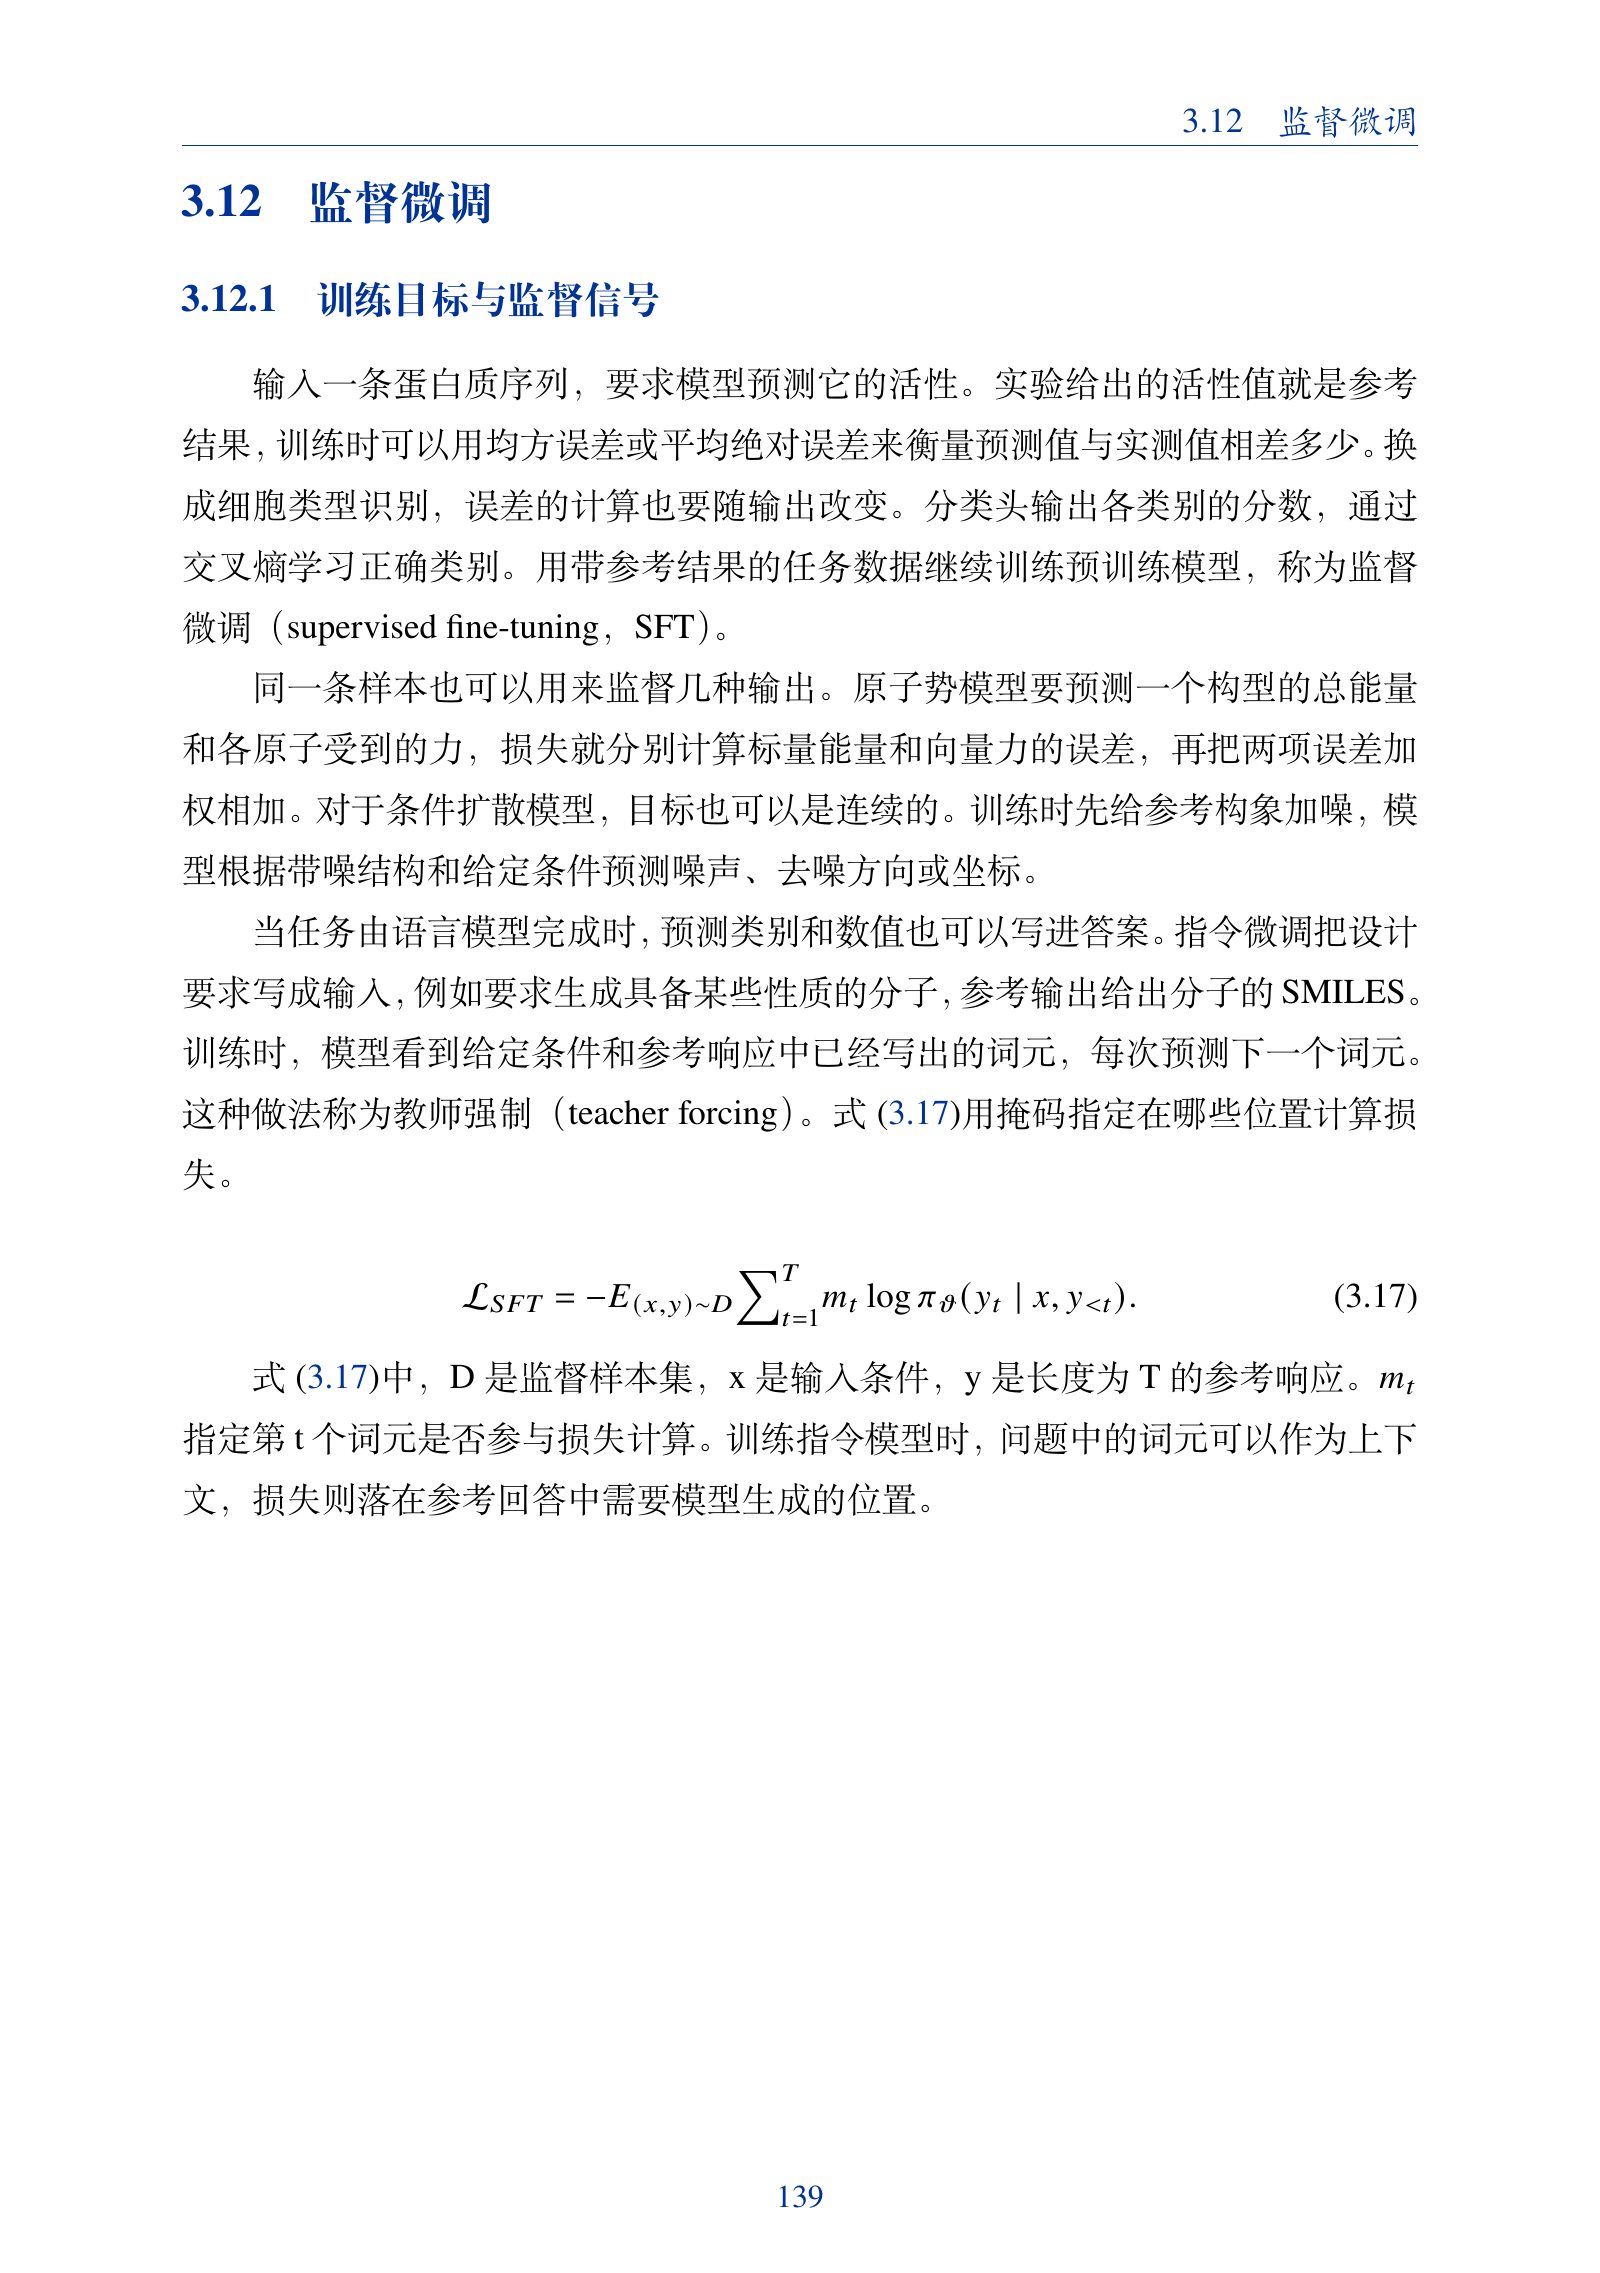 3.12 监督微调
3.12 监督微调
3.12.1 训练目标与监督信号
输入一条蛋白质序列，要求模型预测它的活性。实验给出的活性值就是参考
结果，训练时可以用均方误差或平均绝对误差来衡量预测值与实测值相差多少。换
成细胞类型识别，误差的计算也要随输出改变。分类头输出各类别的分数，通过
交叉熵学习正确类别。用带参考结果的任务数据继续训练预训练模型，称为监督
微调（supervised fine-tuning，SFT）。
同一条样本也可以用来监督几种输出。原子势模型要预测一个构型的总能量
和各原子受到的力，损失就分别计算标量能量和向量力的误差，再把两项误差加
权相加。对于条件扩散模型，目标也可以是连续的。训练时先给参考构象加噪，模
型根据带噪结构和给定条件预测噪声、去噪方向或坐标。
当任务由语言模型完成时，预测类别和数值也可以写进答案。指令微调把设计
要求写成输入，例如要求生成具备某些性质的分子，参考输出给出分子的 SMILES。
训练时，模型看到给定条件和参考响应中已经写出的词元，每次预测下一个词元。
这种做法称为教师强制（teacher forcing）。式 (3.17)用掩码指定在哪些位置计算损
失。
$\mathcal{L}_{SFT} = -E_{(x,y)\sim D} \sum_{t=1}^{T} m_t \log \pi_{\vartheta}(y_t \mid x, y_{<t}).$ (3.17)
式 (3.17)中，D 是监督样本集，x 是输入条件，y 是长度为 T 的参考响应。$m_t$
指定第 t 个词元是否参与损失计算。训练指令模型时，问题中的词元可以作为上下
文，损失则落在参考回答中需要模型生成的位置。
139